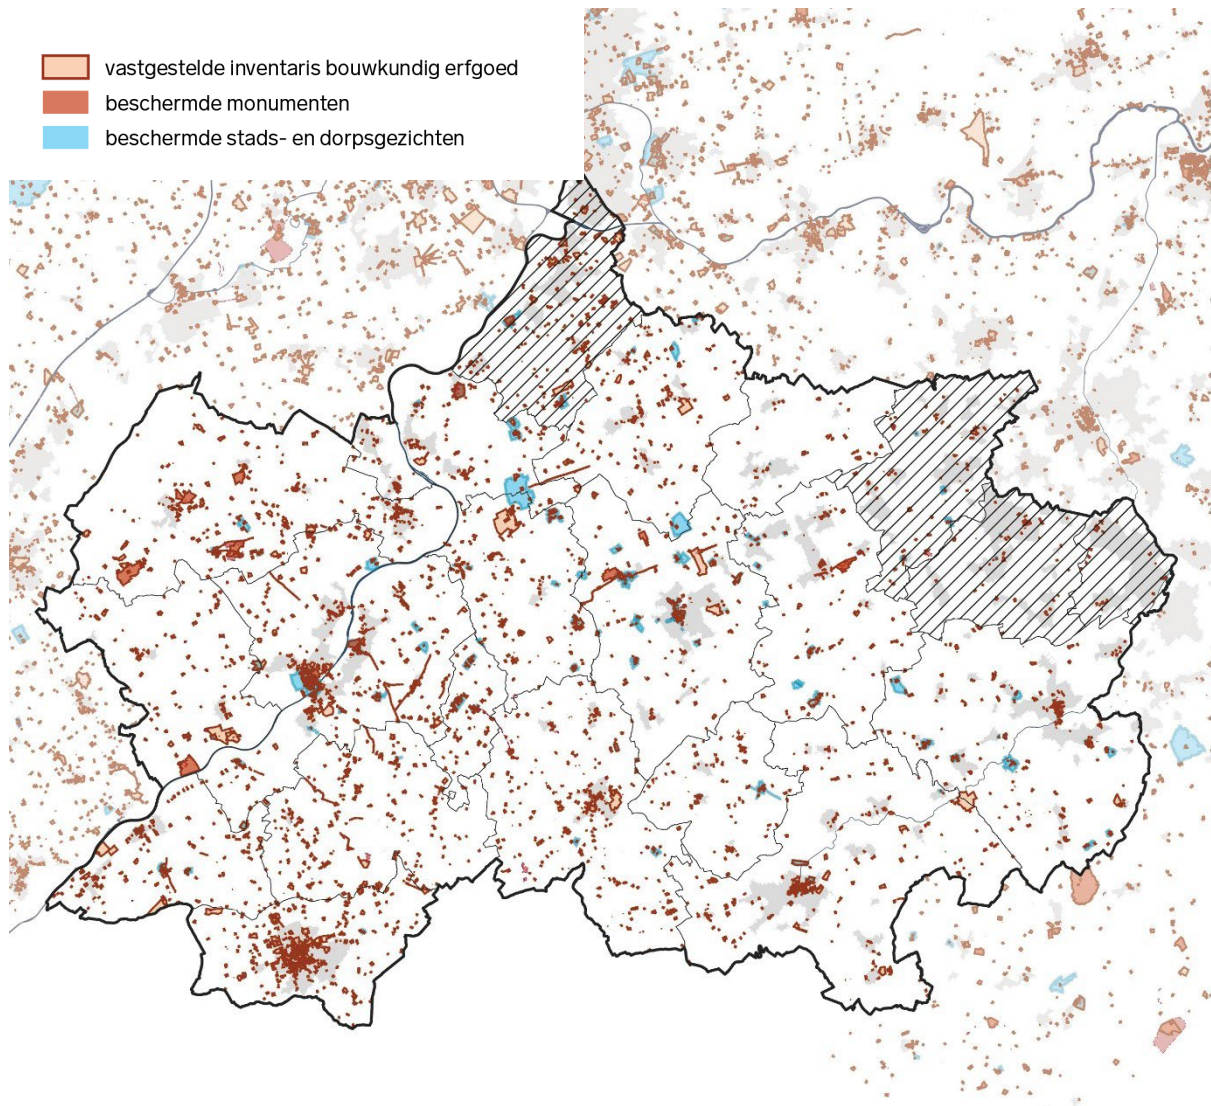 vastgestelde inventaris bouwkundig erfgoed
beschermde monumenten
beschermde stads- en dorpsgezichten